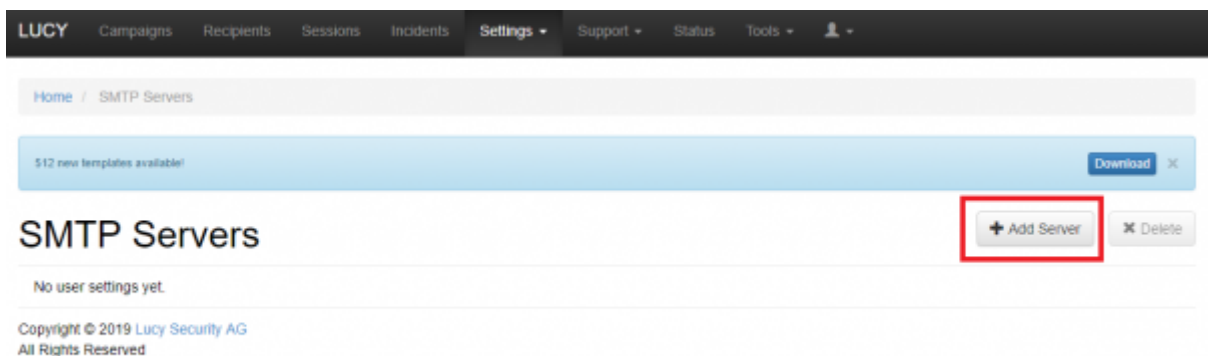 LUCY Campaigns Recipients Sessions Incidents Settings Support Status Tools
Home / SMTP Servers
512 new templates available! Download ×
SMTP Servers
+ Add Server
✖ Delete
No user settings yet.
Copyright © 2019 Lucy Security AG
All Rights Reserved